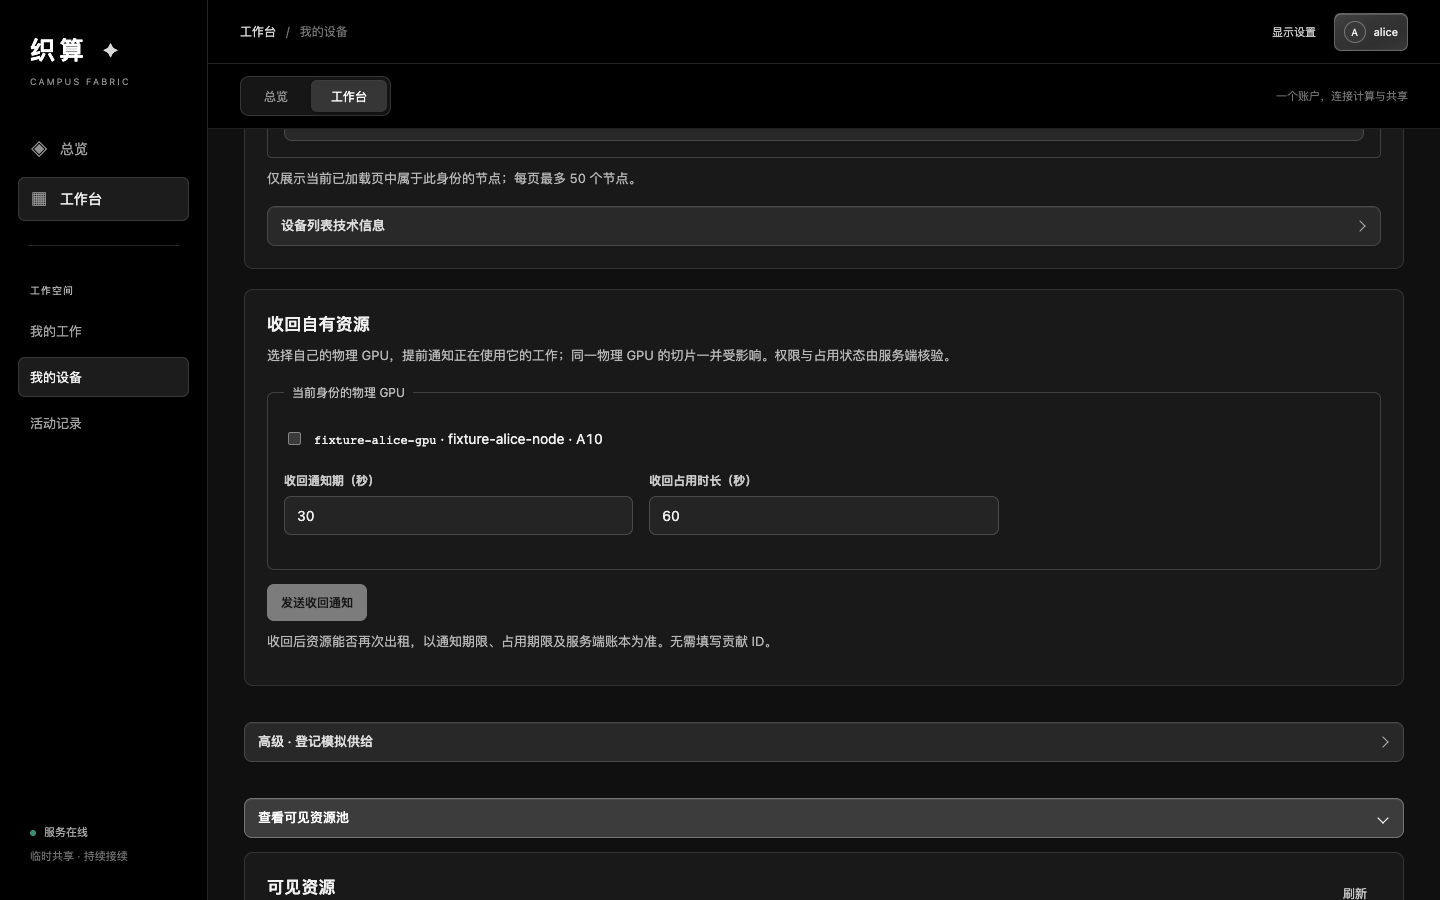 织算
CAMPUS FABRIC
总览
工作台
工作空间
我的工作
我的设备
活动记录
服务在线
临时共享 · 持续接续
工作台 / 我的设备
显示设置
A alice
总览 工作台
一个账户，连接计算与共享
仅展示当前已加载页中属于此身份的节点；每页最多 50 个节点。
设备列表技术信息
收回自有资源
选择自己的物理 GPU，提前通知正在使用它的工作；同一物理 GPU 的切片一并受影响。权限与占用状态由服务端核验。
当前身份的物理 GPU
fixture-alice-gpu · fixture-alice-node · A10
收回通知期（秒） 收回占用时长（秒）
30 60
发送收回通知
收回后资源能否再次出租，以通知期限、占用期限及服务端账本为准。无需填写贡献 ID。
高级 · 登记模拟供给
查看可见资源池
可见资源
刷新